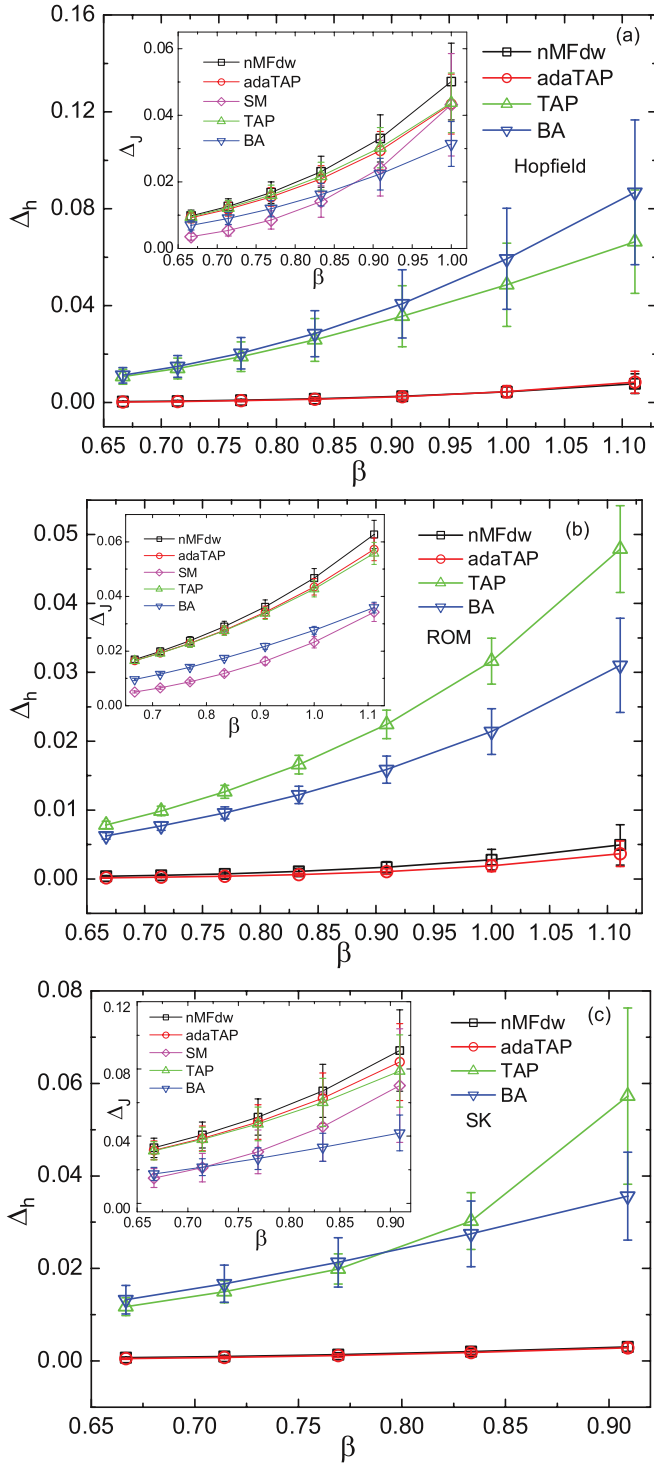 (a)
nMFdw
adaTAP
TAP
BA
Hopfield
Δh
0.16
0.12
0.08
0.04
0.00
0.65 0.70 0.75 0.80 0.85 0.90 0.95 1.00 1.05 1.10
β
nMFdw
adaTAP
SM
TAP
BA
ΔJ
0.06
0.04
0.02
0.00
0.65 0.70 0.75 0.80 0.85 0.90 0.95 1.00
β
(b)
nMFdw
adaTAP
TAP
BA
ROM
Δh
0.05
0.04
0.03
0.02
0.01
0.00
0.65 0.70 0.75 0.80 0.85 0.90 0.95 1.00 1.05 1.10
β
nMFdw
adaTAP
SM
TAP
BA
ΔJ
0.06
0.04
0.02
0.00
0.7 0.8 0.9 1.0 1.1
β
(c)
nMFdw
adaTAP
TAP
BA
SK
Δh
0.08
0.06
0.04
0.02
0.00
0.65 0.70 0.75 0.80 0.85 0.90
β
nMFdw
adaTAP
SM
TAP
BA
ΔJ
0.12
0.08
0.04
0.00
0.65 0.70 0.75 0.80 0.85 0.90
β